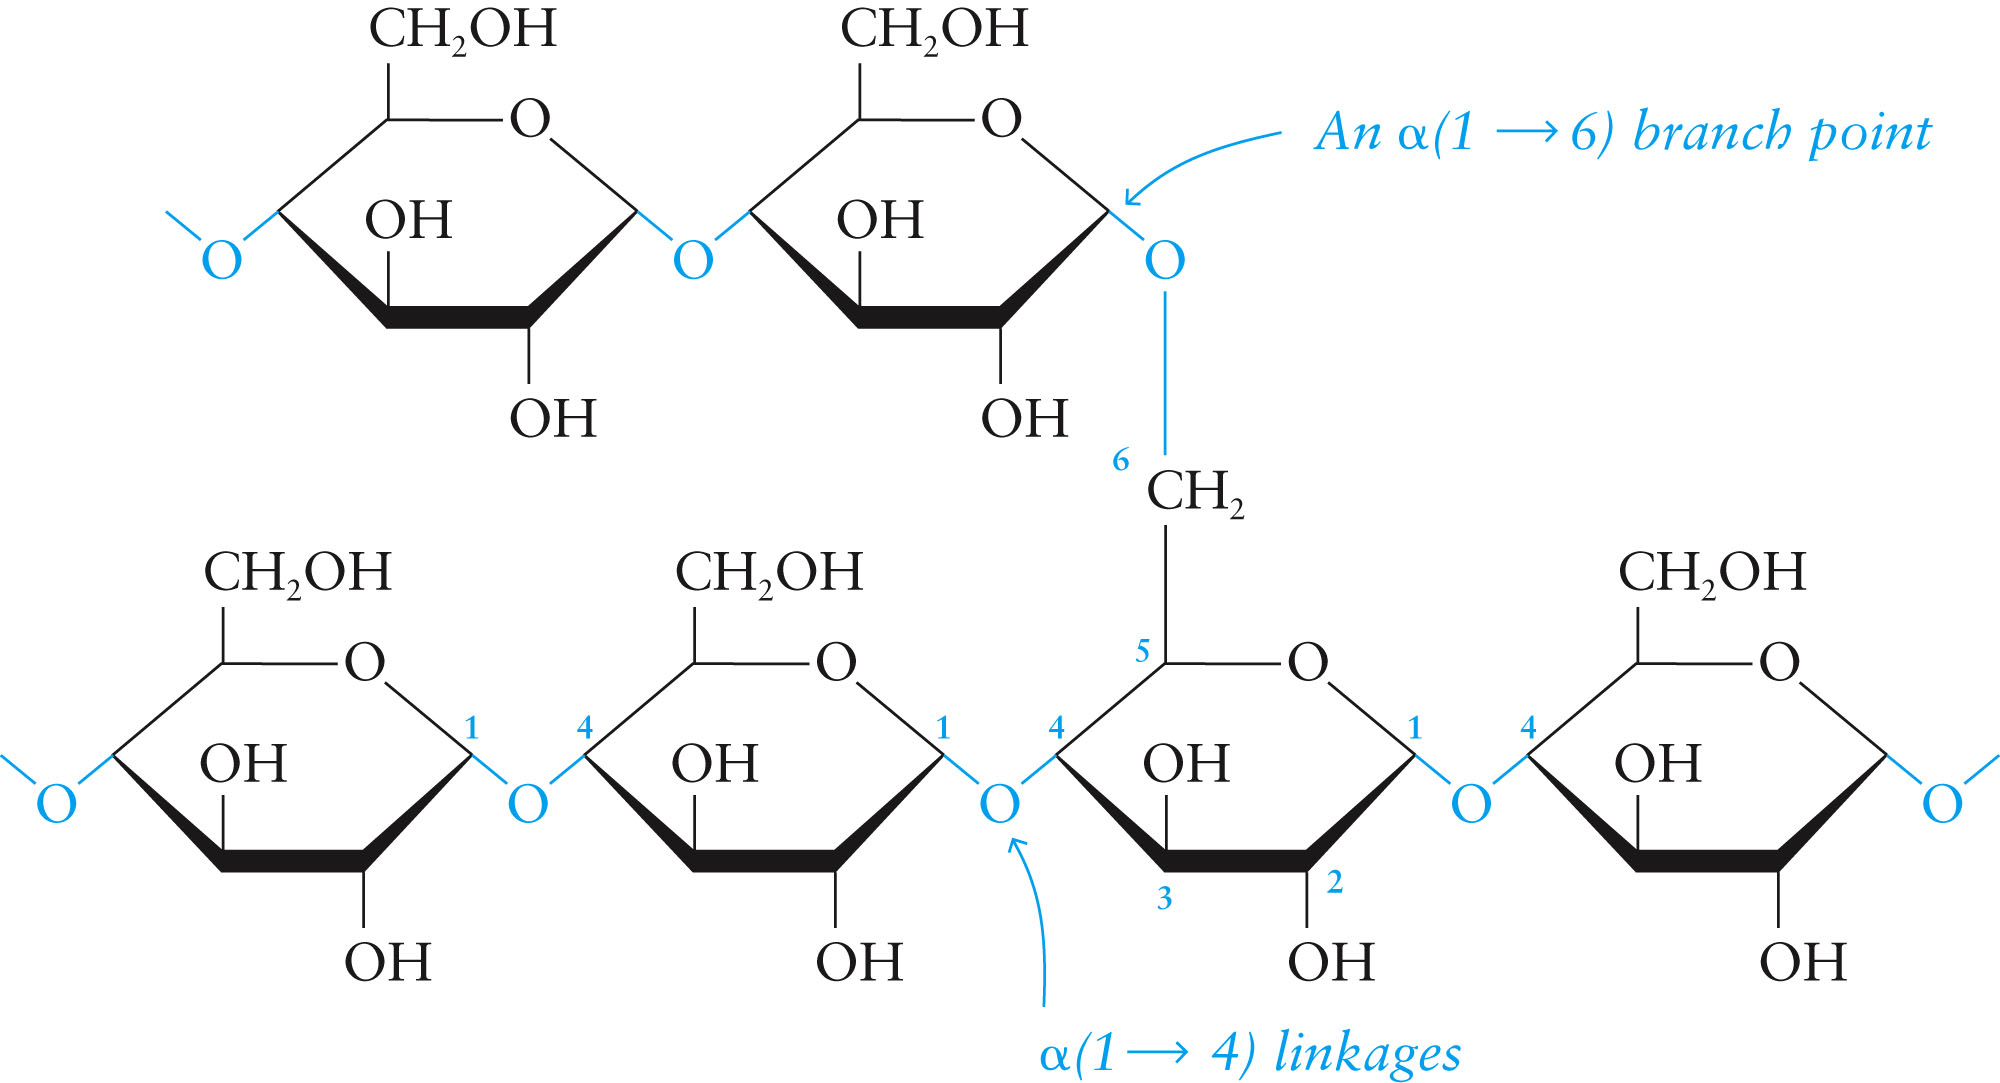 CH₂OH CH₂OH
O O
An α(1 ⟶ 6) branch point
OH OH
O O O
OH OH
6
CH₂
CH₂OH CH₂OH CH₂OH
5
O O O O
1 4 1 4 1 4
OH OH OH OH
O O O O O
3 2
OH OH OH OH
α(1⟶ 4) linkages